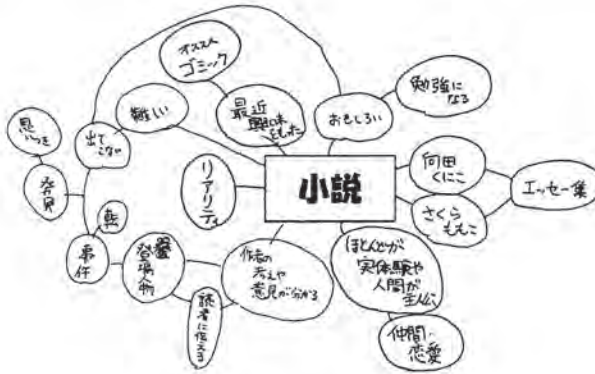 オススメ
コミック
最近
興味
もった
おもしろい
勉強に
なる
難しい
出て
こない
思い
つき
発見
リアリティ
小説
向田
くにこ
さくら
ももこ
エッセー集
事件
登場人物
作者の
考えや
意見が分かる
読者に伝える
ほとんどが
実体験や
人間が
主人公
仲間、
恋愛